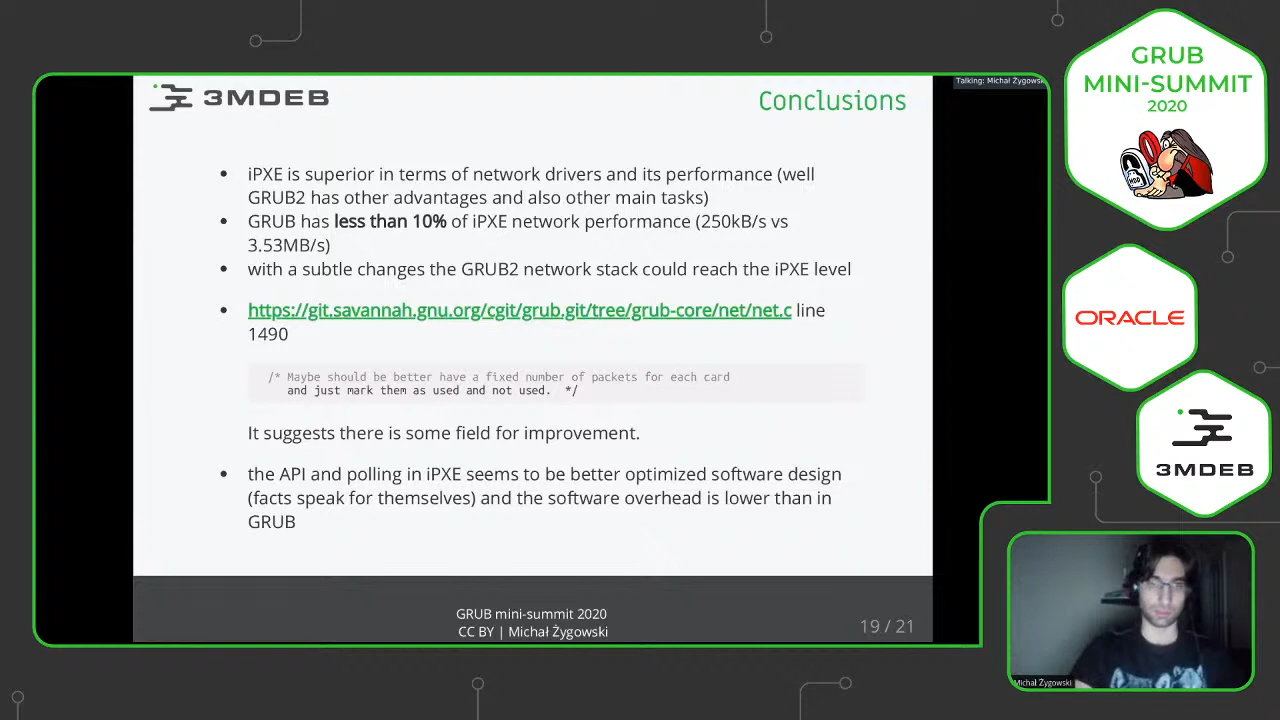 3MDEB
Conclusions
Talking: Michał Żygowsk
iPXE is superior in terms of network drivers and its performance (well
GRUB2 has other advantages and also other main tasks)
GRUB has less than 10% of iPXE network performance (250kB/s vs
3.53MB/s)
with a subtle changes the GRUB2 network stack could reach the iPXE level
https://git.savannah.gnu.org/cgit/grub.git/tree/grub-core/net/net.c line
1490
/* Maybe should be better have a fixed number of packets for each card
and just mark them as used and not used. */
It suggests there is some field for improvement.
the API and polling in iPXE seems to be better optimized software design
(facts speak for themselves) and the software overhead is lower than in
GRUB
GRUB mini-summit 2020
CC BY | Michał Żygowski
19 / 21
GRUB
MINI-SUMMIT
2020
ORACLE
3MDEB
Michał Żygowski